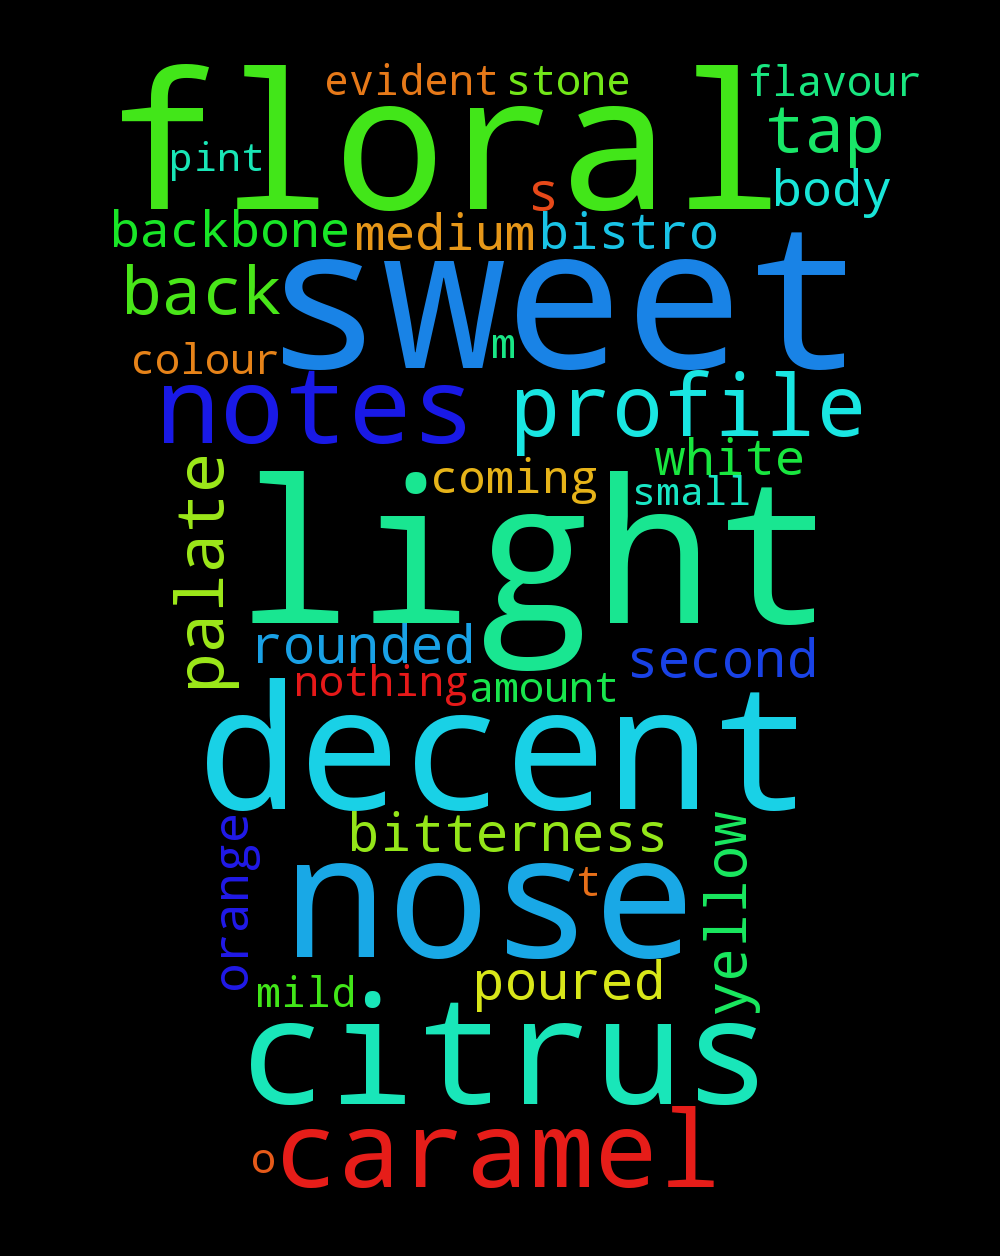 evident stone flavour
floral
tap
pint
s
body
backbone medium bistro
back
sweet
m
colour
notes
profile
white
coming
small
palate
light
rounded
second
nothing
amount
decent
orange
bitterness
yellow
nose
t
mild
poured
citrus
caramel
o